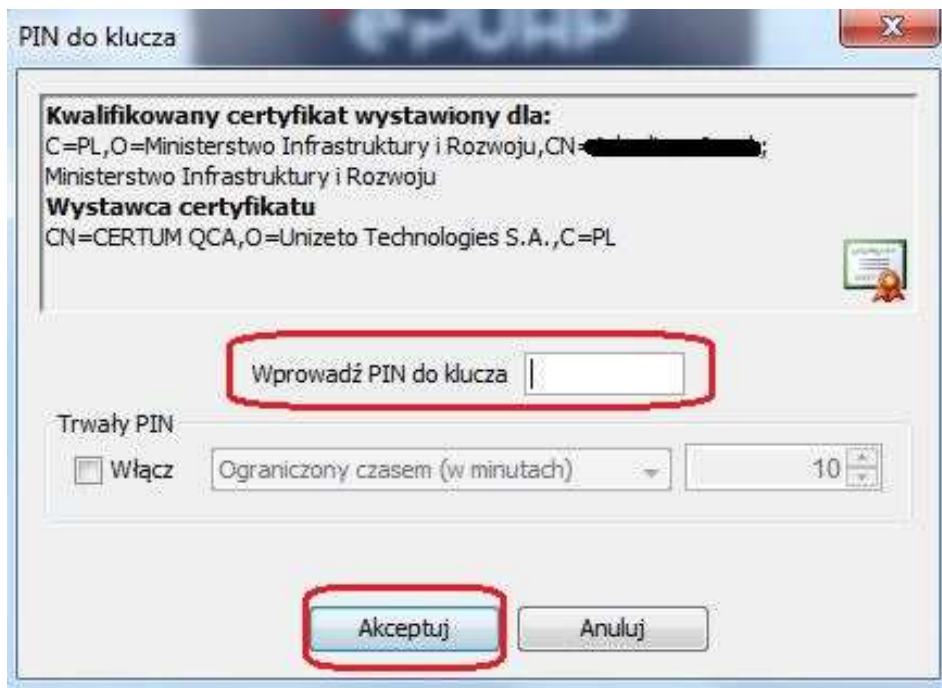 PIN do klucza
Kwalifikowany certyfikat wystawiony dla:
C=PL,O=Ministerstwo Infrastruktury i Rozwoju,CN=
Ministerstwo Infrastruktury i Rozwoju
Wystawca certyfikatu
CN=CERTUM QCA,O=Unizeto Technologies S.A.,C=PL
Wprowadź PIN do klucza
Trwały PIN
Włącz Ograniczony czasem (w minutach) 10
Akceptuj Anuluj